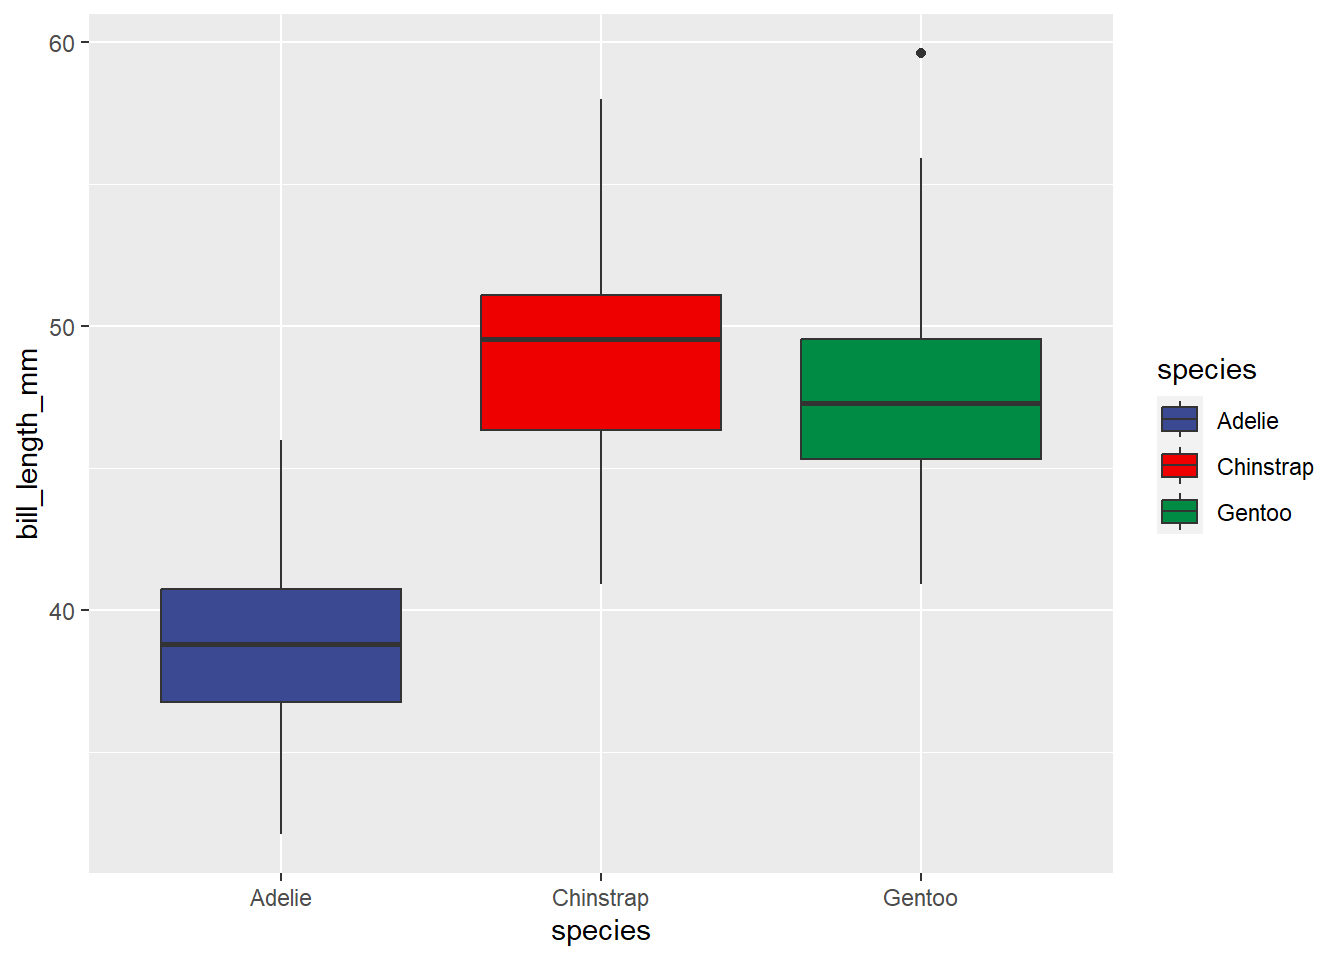 60
50
40
bill_length_mm
Adelie
Chinstrap
Gentoo
species
species
Adelie
Chinstrap
Gentoo